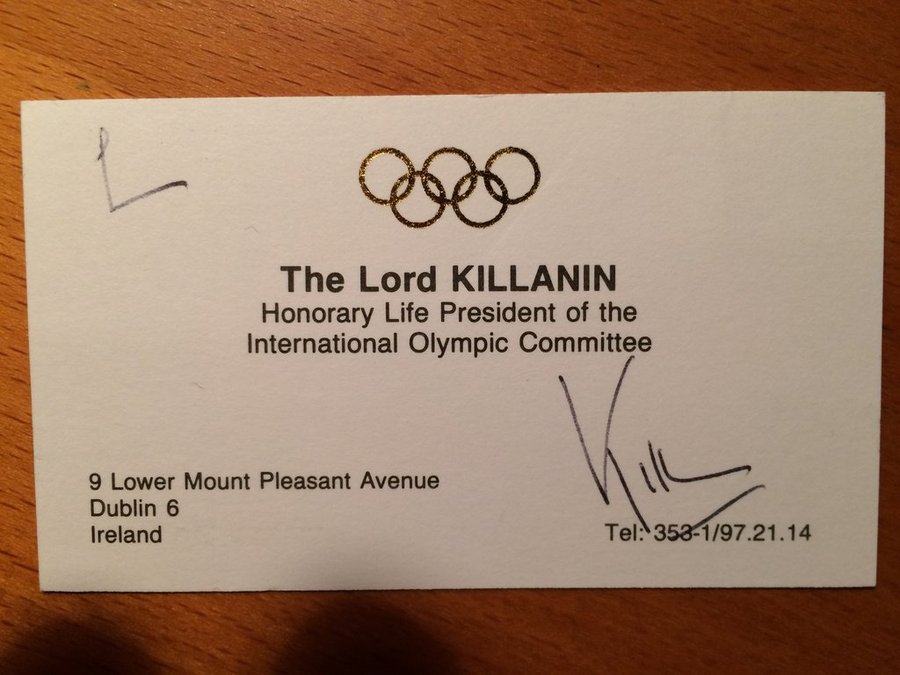 L
The Lord KILLANIN
Honorary Life President of the
International Olympic Committee
9 Lower Mount Pleasant Avenue
Dublin 6
Ireland
Tel: 353-1/97.21.14